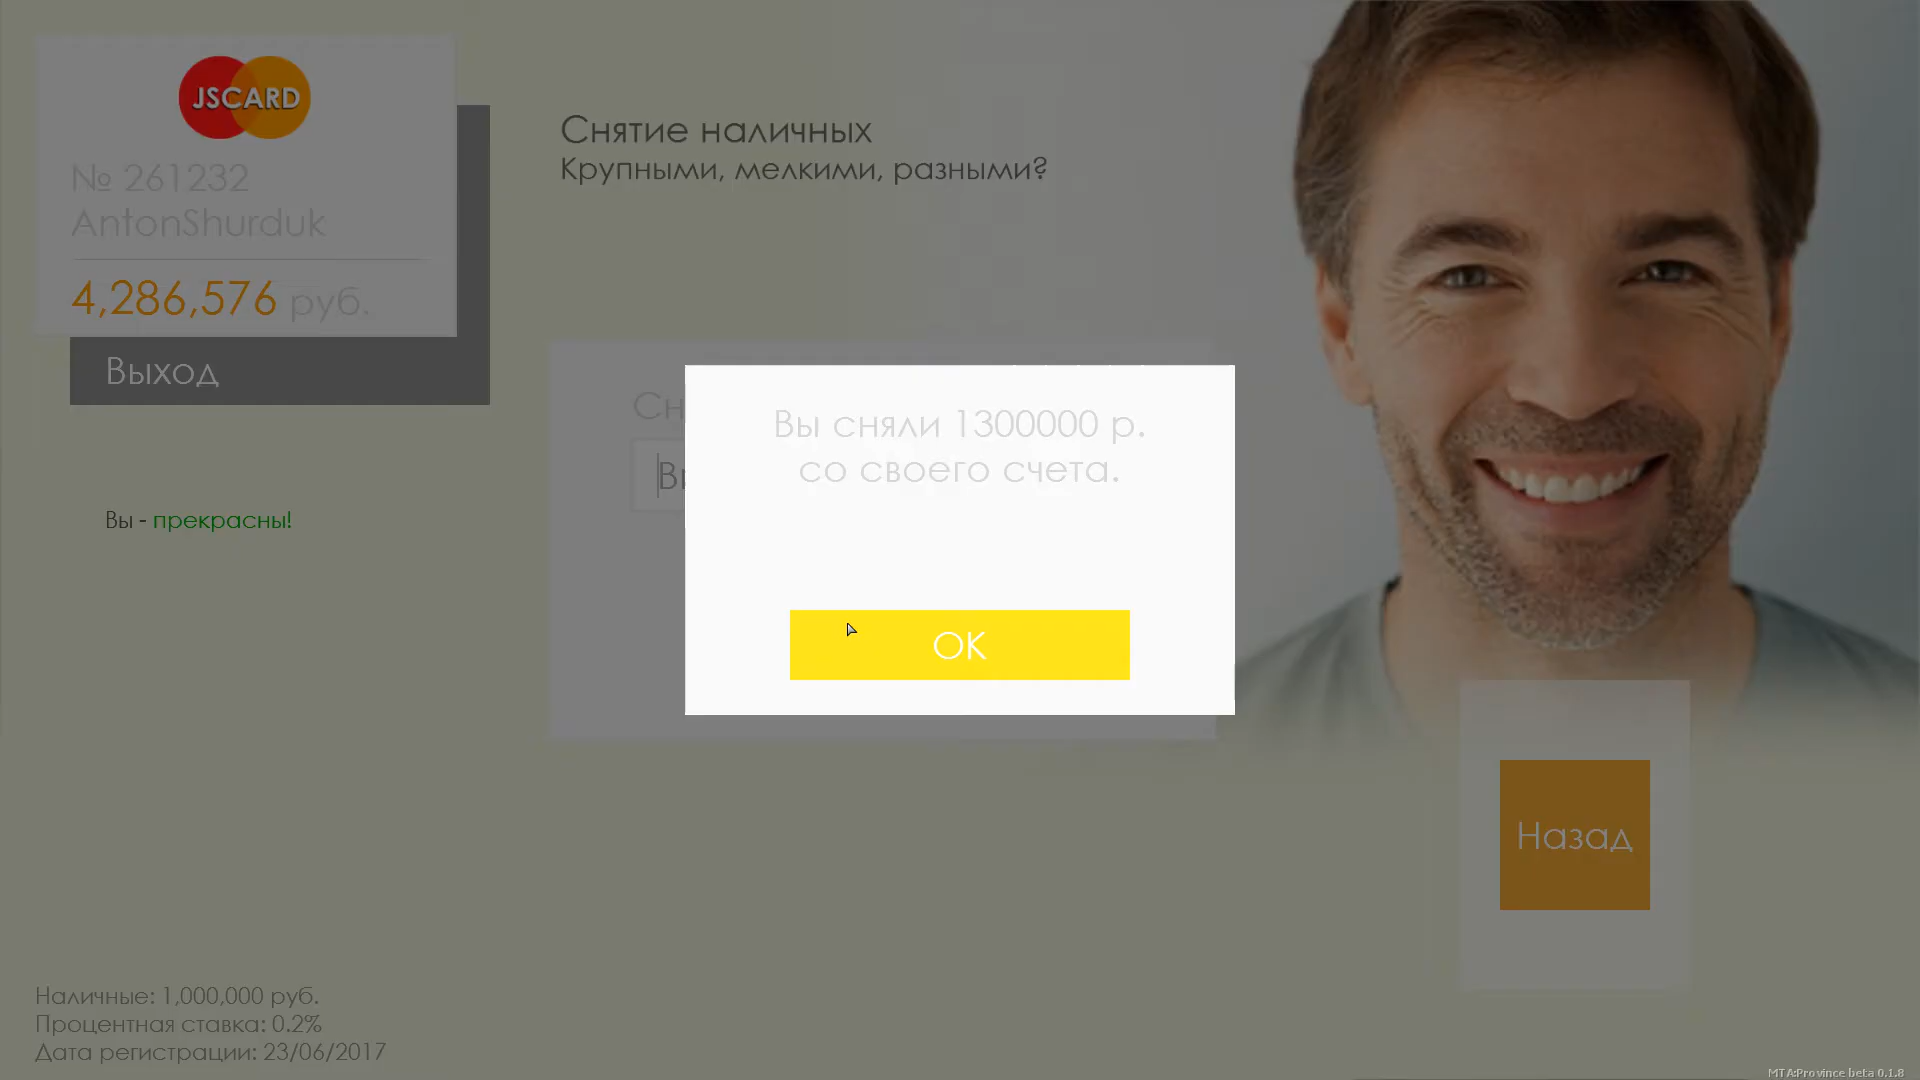 JSCARD
№ 261232
AntonShurduk
4,286,576 руб.
Выход
Вы - прекрасны!
Снятие наличных
Крупными, мелкими, разными?
Вы сняли 1300000 р.
со своего счета.
OK
Назад
Наличные: 1,000,000 руб.
Процентная ставка: 0.2%
Дата регистрации: 23/06/2017
MTA:Province beta 0.1.8